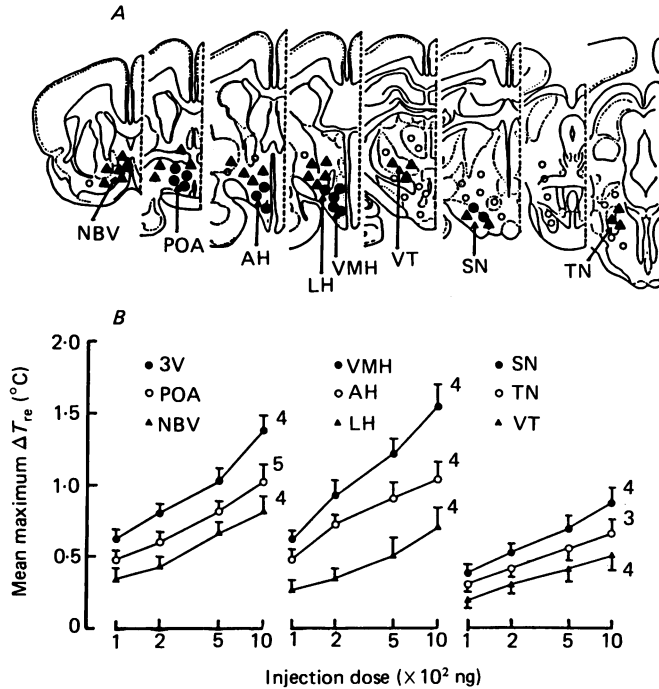 A
NBV
POA
AH
LH
VMH
VT
SN
TN
B
2·0
1·5
1·0
0·5
0
Mean maximum ΔTre (°C)
3V
POA
NBV
4
5
4
VMH
AH
LH
4
4
4
SN
TN
VT
4
3
4
1 2 5 10 1 2 5 10 1 2 5 10
Injection dose (× 10² ng)